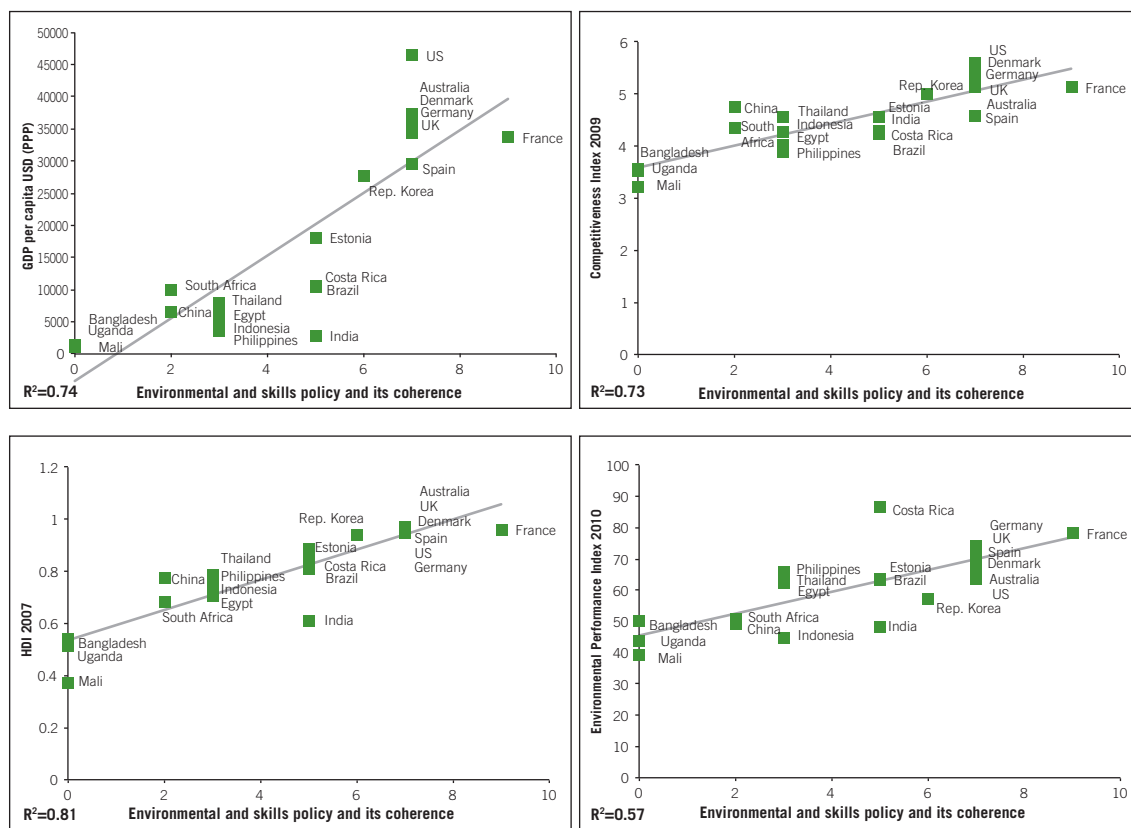 50000
45000
40000
35000
30000
25000
20000
15000
10000
5000
0
GDP per capita USD (PPP)
US
Australia
Denmark
Germany
UK
France
Spain
Rep. Korea
Estonia
South Africa
Costa Rica
Brazil
Thailand
China
Egypt
Bangladesh
Uganda
Indonesia
Mali
Philippines
India
0 2 4 6 8 10
R²=0.74 Environmental and skills policy and its coherence
6
5
4
3
2
1
0
Competitiveness Index 2009
US
Denmark
Germany
Rep. Korea
UK
France
China
Thailand
Estonia
Australia
South
Africa
Indonesia
India
Spain
Egypt
Costa Rica
Bangladesh
Philippines
Brazil
Uganda
Mali
0 2 4 6 8 10
R²=0.73 Environmental and skills policy and its coherence
1.2
1
0.8
0.6
0.4
0.2
0
HDI 2007
Australia
UK
Rep. Korea
Denmark
France
Spain
US
Germany
Estonia
Thailand
Costa Rica
China
Philippines
Brazil
Indonesia
Egypt
South Africa
India
Bangladesh
Uganda
Mali
0 2 4 6 8 10
R²=0.81 Environmental and skills policy and its coherence
100
90
80
70
60
50
40
30
20
10
0
Environmental Perfomance Index 2010
Costa Rica
Germany
UK
France
Spain
Denmark
Philippines
Estonia
Thailand
Brazil
Australia
Egypt
US
Rep. Korea
South Africa
Bangladesh
China
India
Uganda
Indonesia
Mali
0 2 4 6 8 10
R²=0.57 Environmental and skills policy and its coherence